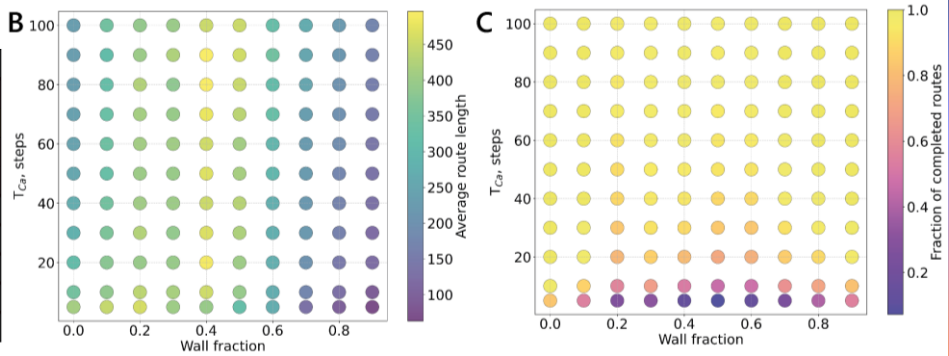 B
100
80
60
40
20
T_Ca, steps
0.0 0.2 0.4 0.6 0.8
Wall fraction
450
400
350
300
250
200
150
100
Average route length
C
100
80
60
40
20
T_Ca, steps
0.0 0.2 0.4 0.6 0.8
Wall fraction
1.0
0.8
0.6
0.4
0.2
Fraction of completed routes